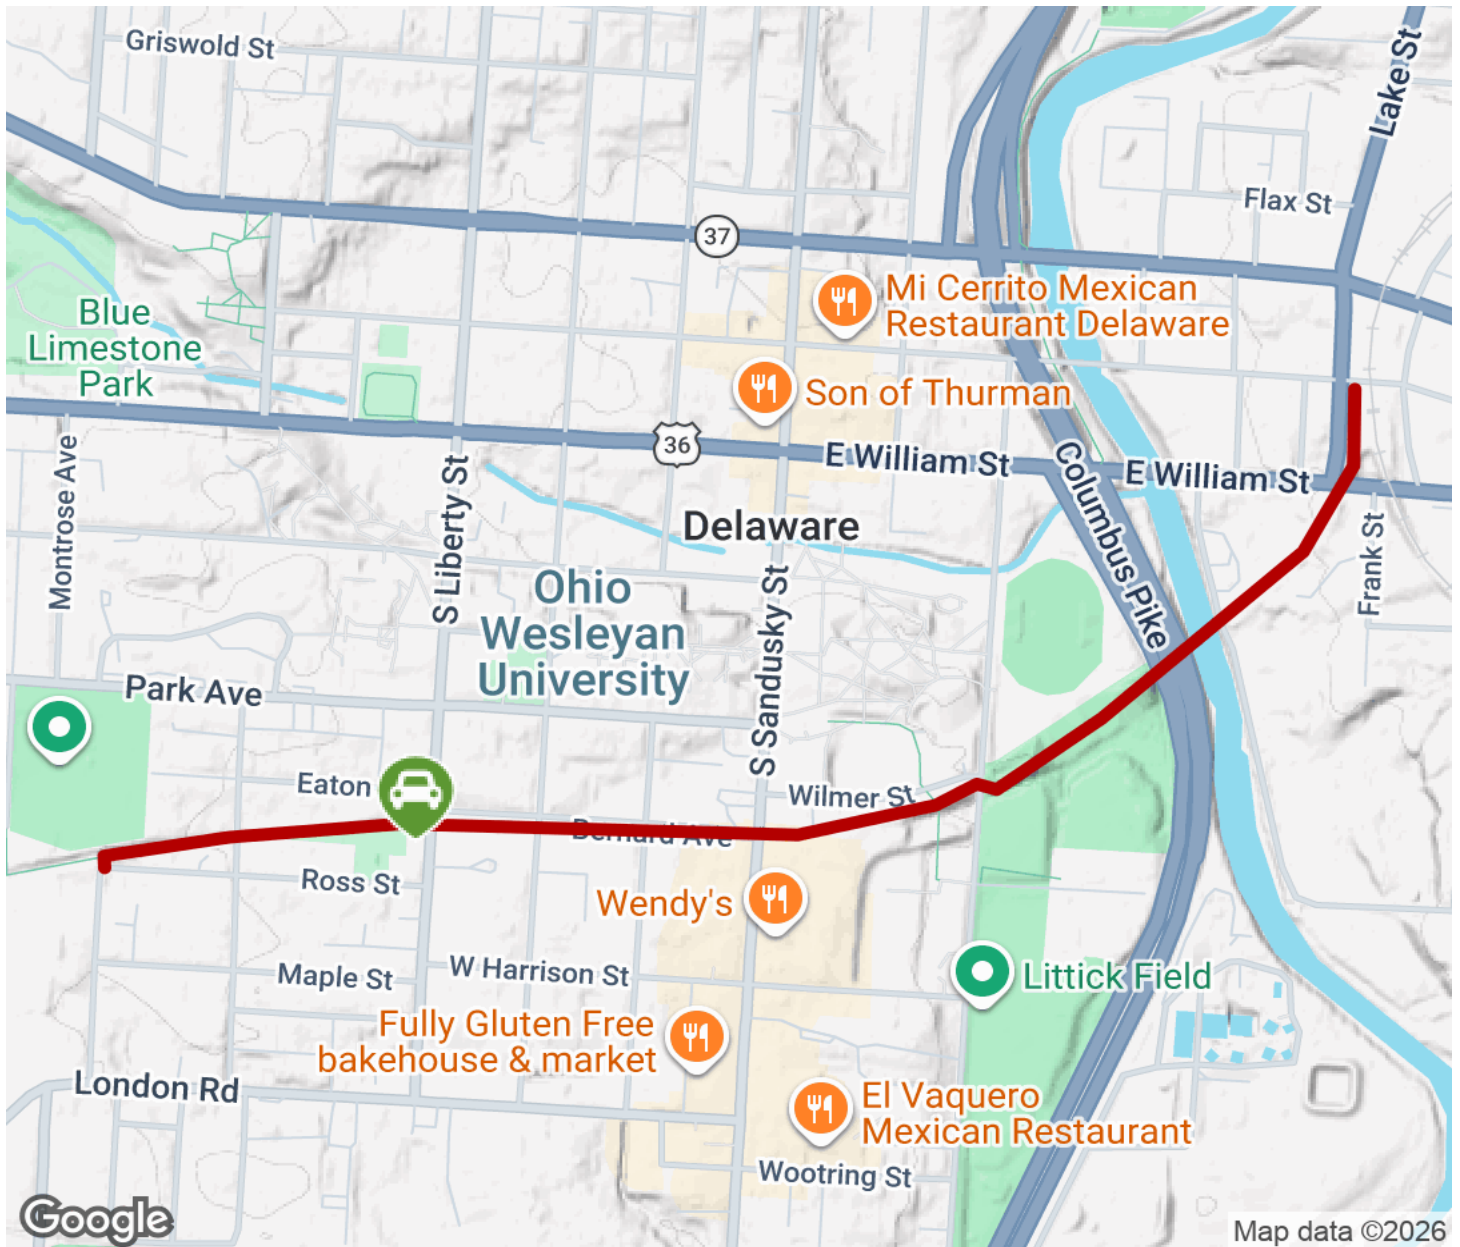 Griswold St
Lake St
Flax St
37
Mi Cerrito Mexican
Restaurant Delaware
Blue
Limestone
Park
Son of Thurman
36
E William St
E William St
Columbus Pike
Montrose Ave
S Liberty St
Delaware
Frank St
Ohio
Wesleyan
University
S Sandusky St
Park Ave
Eaton
Wilmer St
Bernard Ave
Ross St
Wendy's
Maple St
W Harrison St
Littick Field
Fully Gluten Free
bakehouse & market
London Rd
El Vaquero
Mexican Restaurant
Wootring St
Google
Map data ©2026